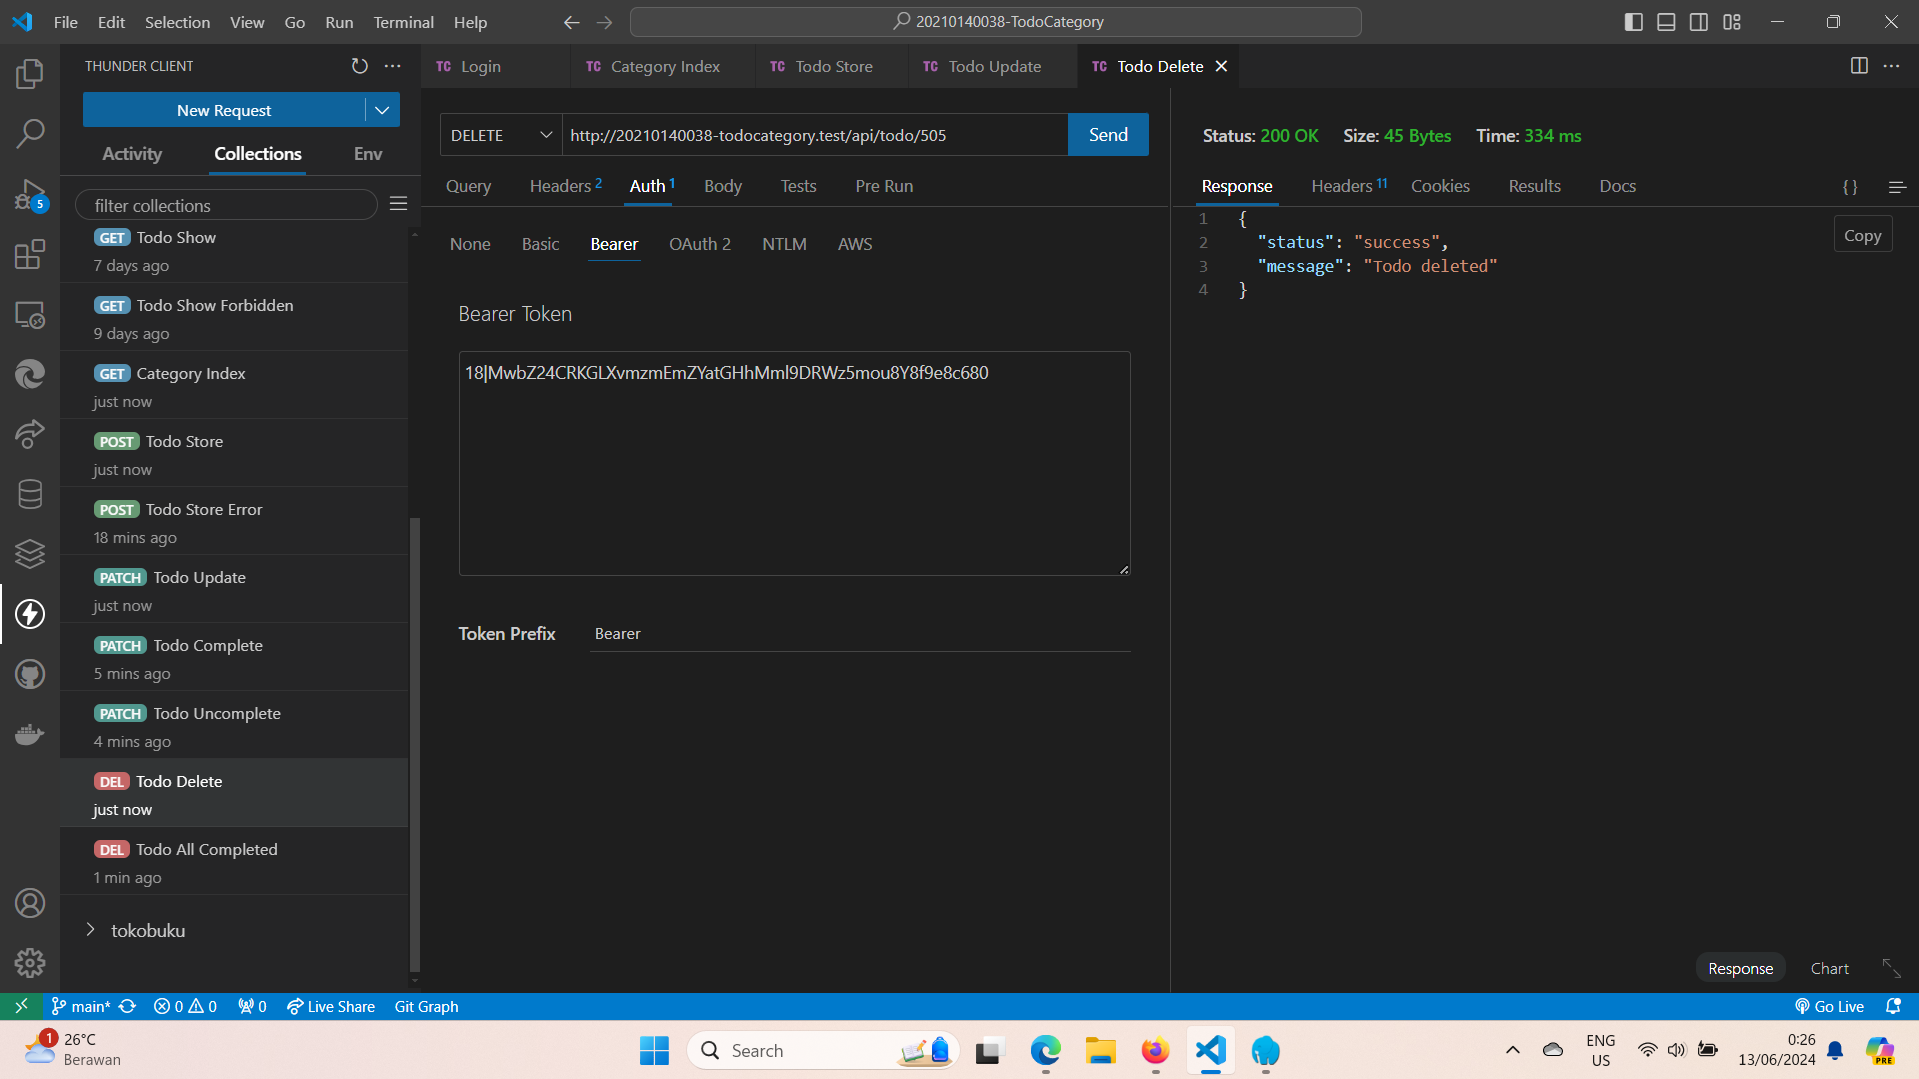 File Edit Selection View Go Run Terminal Help
20210140038-TodoCategory
THUNDER CLIENT
New Request
Activity Collections Env
filter collections
GET Todo Show
7 days ago
GET Todo Show Forbidden
9 days ago
GET Category Index
just now
POST Todo Store
just now
POST Todo Store Error
18 mins ago
PATCH Todo Update
just now
PATCH Todo Complete
5 mins ago
PATCH Todo Uncomplete
4 mins ago
DEL Todo Delete
just now
DEL Todo All Completed
1 min ago
tokobuku
5
TC Login TC Category Index TC Todo Store TC Todo Update TC Todo Delete
DELETE http://20210140038-todocategory.test/api/todo/505 Send
Query Headers 2 Auth 1 Body Tests Pre Run
None Basic Bearer OAuth 2 NTLM AWS
Bearer Token
18|MwbZ24CRKGLXvmzmEmZYatGHhMml9DRWz5mou8Y8f9e8c680
Token Prefix Bearer
Status: 200 OK Size: 45 Bytes Time: 334 ms
Response Headers 11 Cookies Results Docs { }
Copy
1 {
2 "status": "success",
3 "message": "Todo deleted"
4 }
Response Chart
main* 0 0 0 Live Share Git Graph Go Live
1 26°C
Berawan
Search
ENG
US
0:26
13/06/2024
PRE